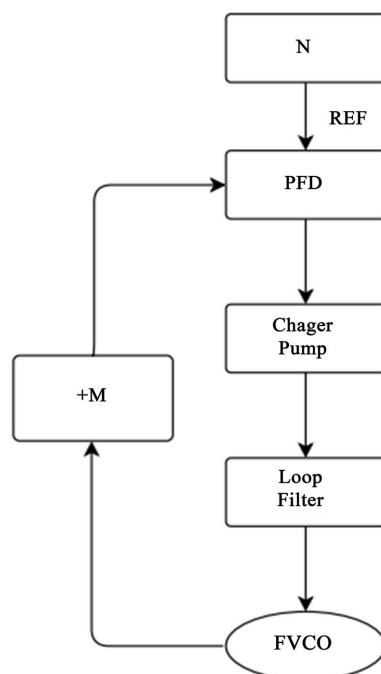 N
REF
PFD
Chager
Pump
+M
Loop
Filter
FVCO